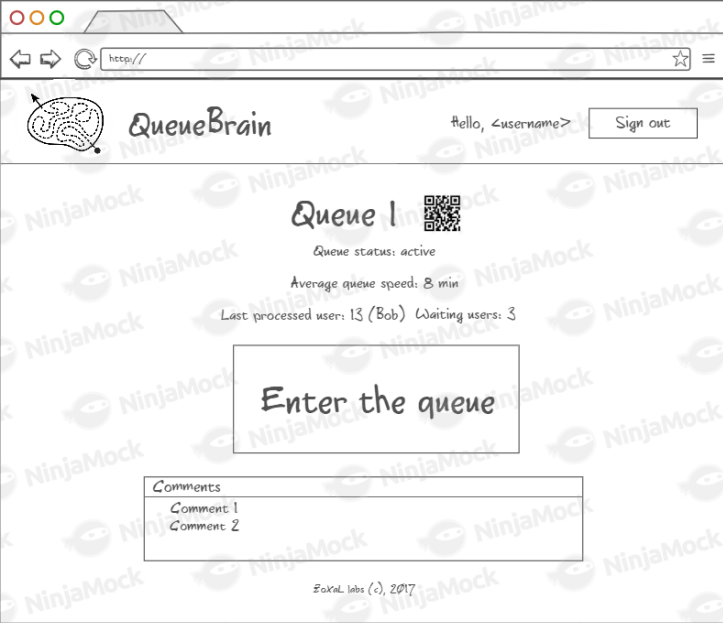 http://
QueueBrain
Hello, <username>
Sign out
Queue 1
Queue status: active
Average queue speed: 8 min
Last processed user: 13 (Bob) Waiting users: 3
Enter the queue
Comments
Comment 1
Comment 2
ZoXaL labs (c), 2017
NinjaMock